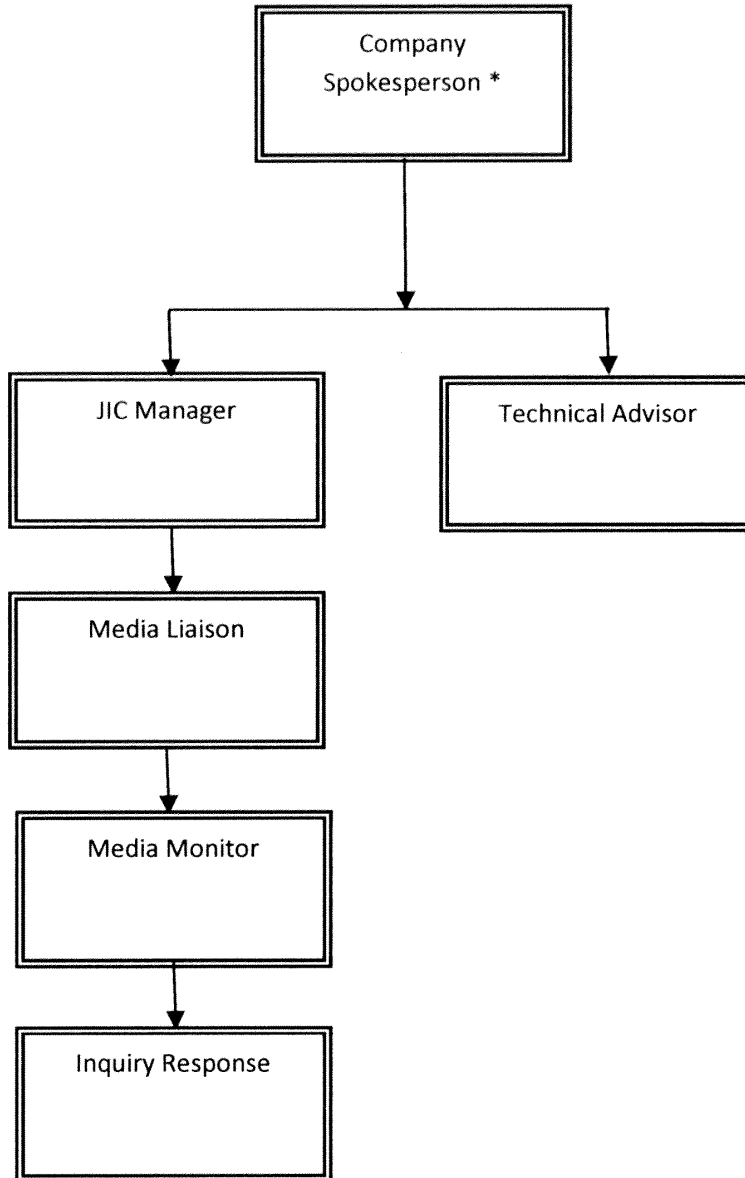 Company
Spokesperson *
JIC Manager
Technical Advisor
Media Liaison
Media Monitor
Inquiry Response